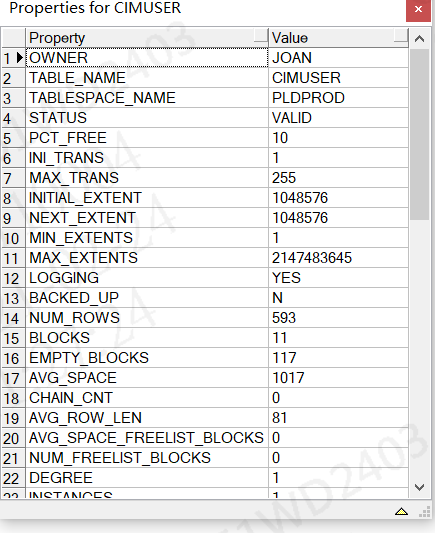 Properties for CIMUSER
Property Value
1 OWNER JOAN
2 TABLE_NAME CIMUSER
3 TABLESPACE_NAME PLDPROD
4 STATUS VALID
5 PCT_FREE 10
6 INI_TRANS 1
7 MAX_TRANS 255
8 INITIAL_EXTENT 1048576
9 NEXT_EXTENT 1048576
10 MIN_EXTENTS 1
11 MAX_EXTENTS 2147483645
12 LOGGING YES
13 BACKED_UP N
14 NUM_ROWS 593
15 BLOCKS 11
16 EMPTY_BLOCKS 117
17 AVG_SPACE 1017
18 CHAIN_CNT 0
19 AVG_ROW_LEN 81
20 AVG_SPACE_FREELIST_BLOCKS 0
21 NUM_FREELIST_BLOCKS 0
22 DEGREE 1
23 INSTANCES 1